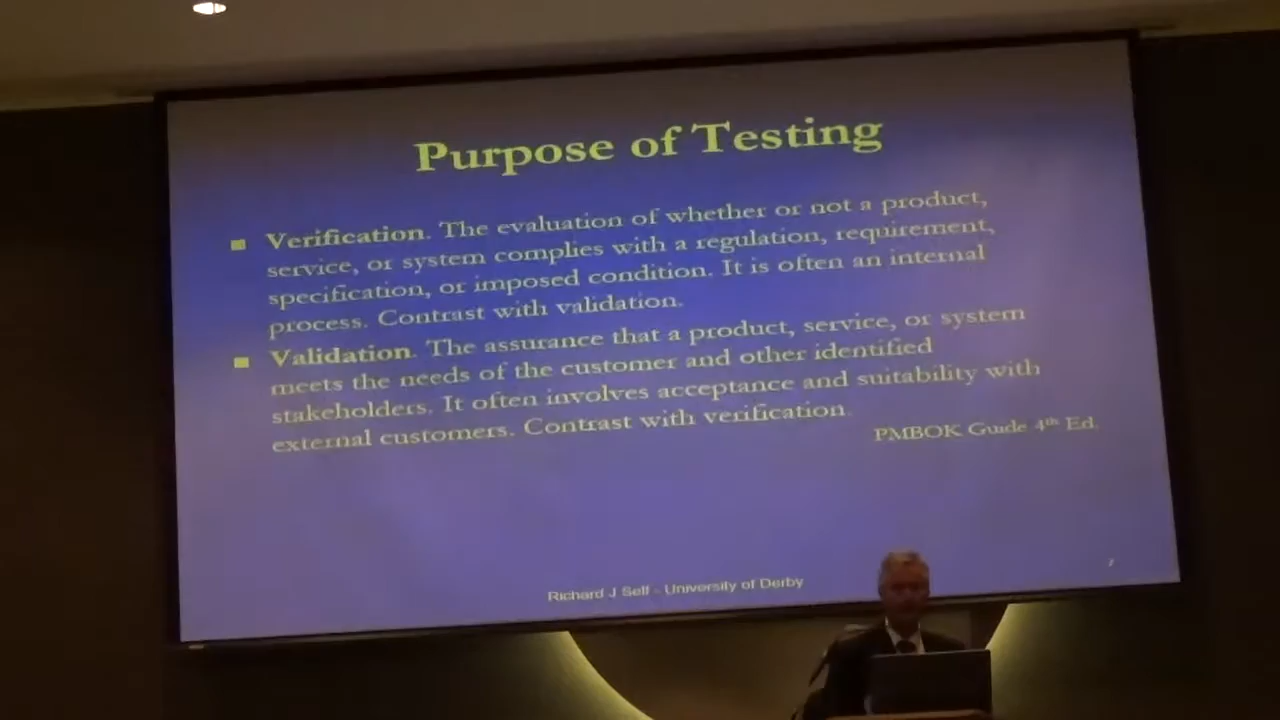 Purpose of Testing
Verification. The evaluation of whether or not a product,
service, or system complies with a regulation, requirement,
specification, or imposed condition. It is often an internal
process. Contrast with validation.
Validation. The assurance that a product, service, or system
meets the needs of the customer and other identified
stakeholders. It often involves acceptance and suitability with
external customers. Contrast with verification.
PMBOK Guide 4th Ed.
Richard J Self - University of Derby
7